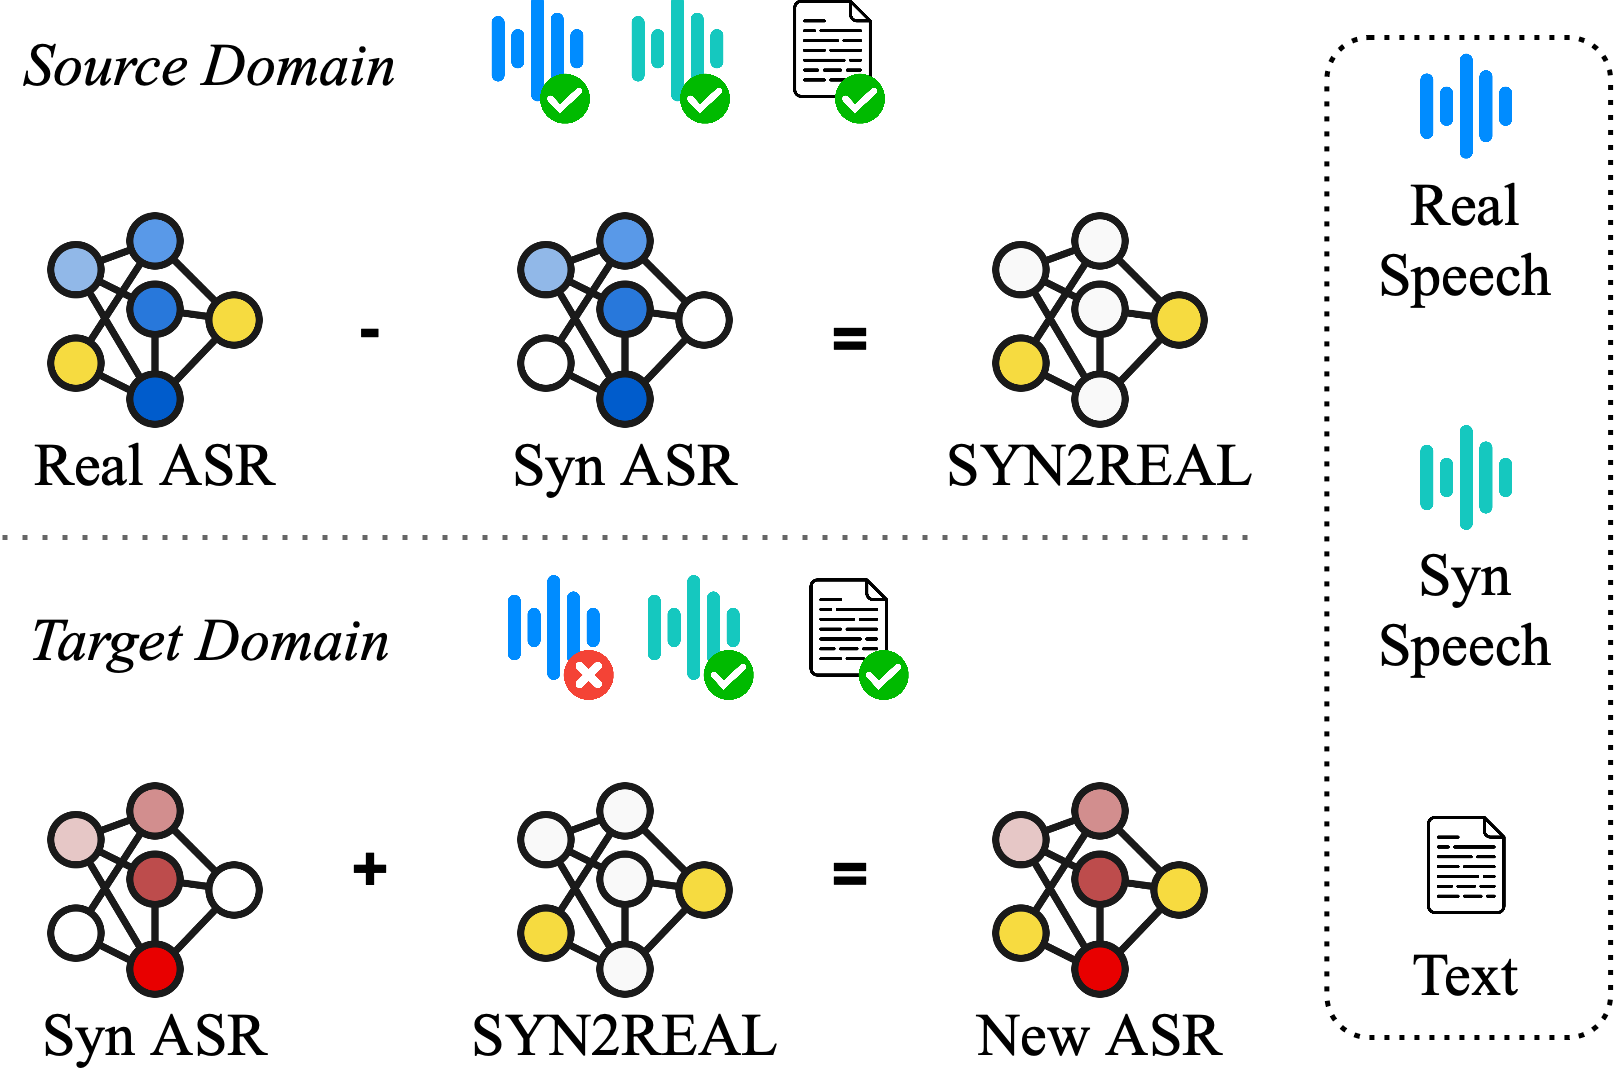 Source Domain
Real ASR
-
Syn ASR
=
SYN2REAL
Target Domain
Syn ASR
+
SYN2REAL
=
New ASR
Real
Speech
Syn
Speech
Text